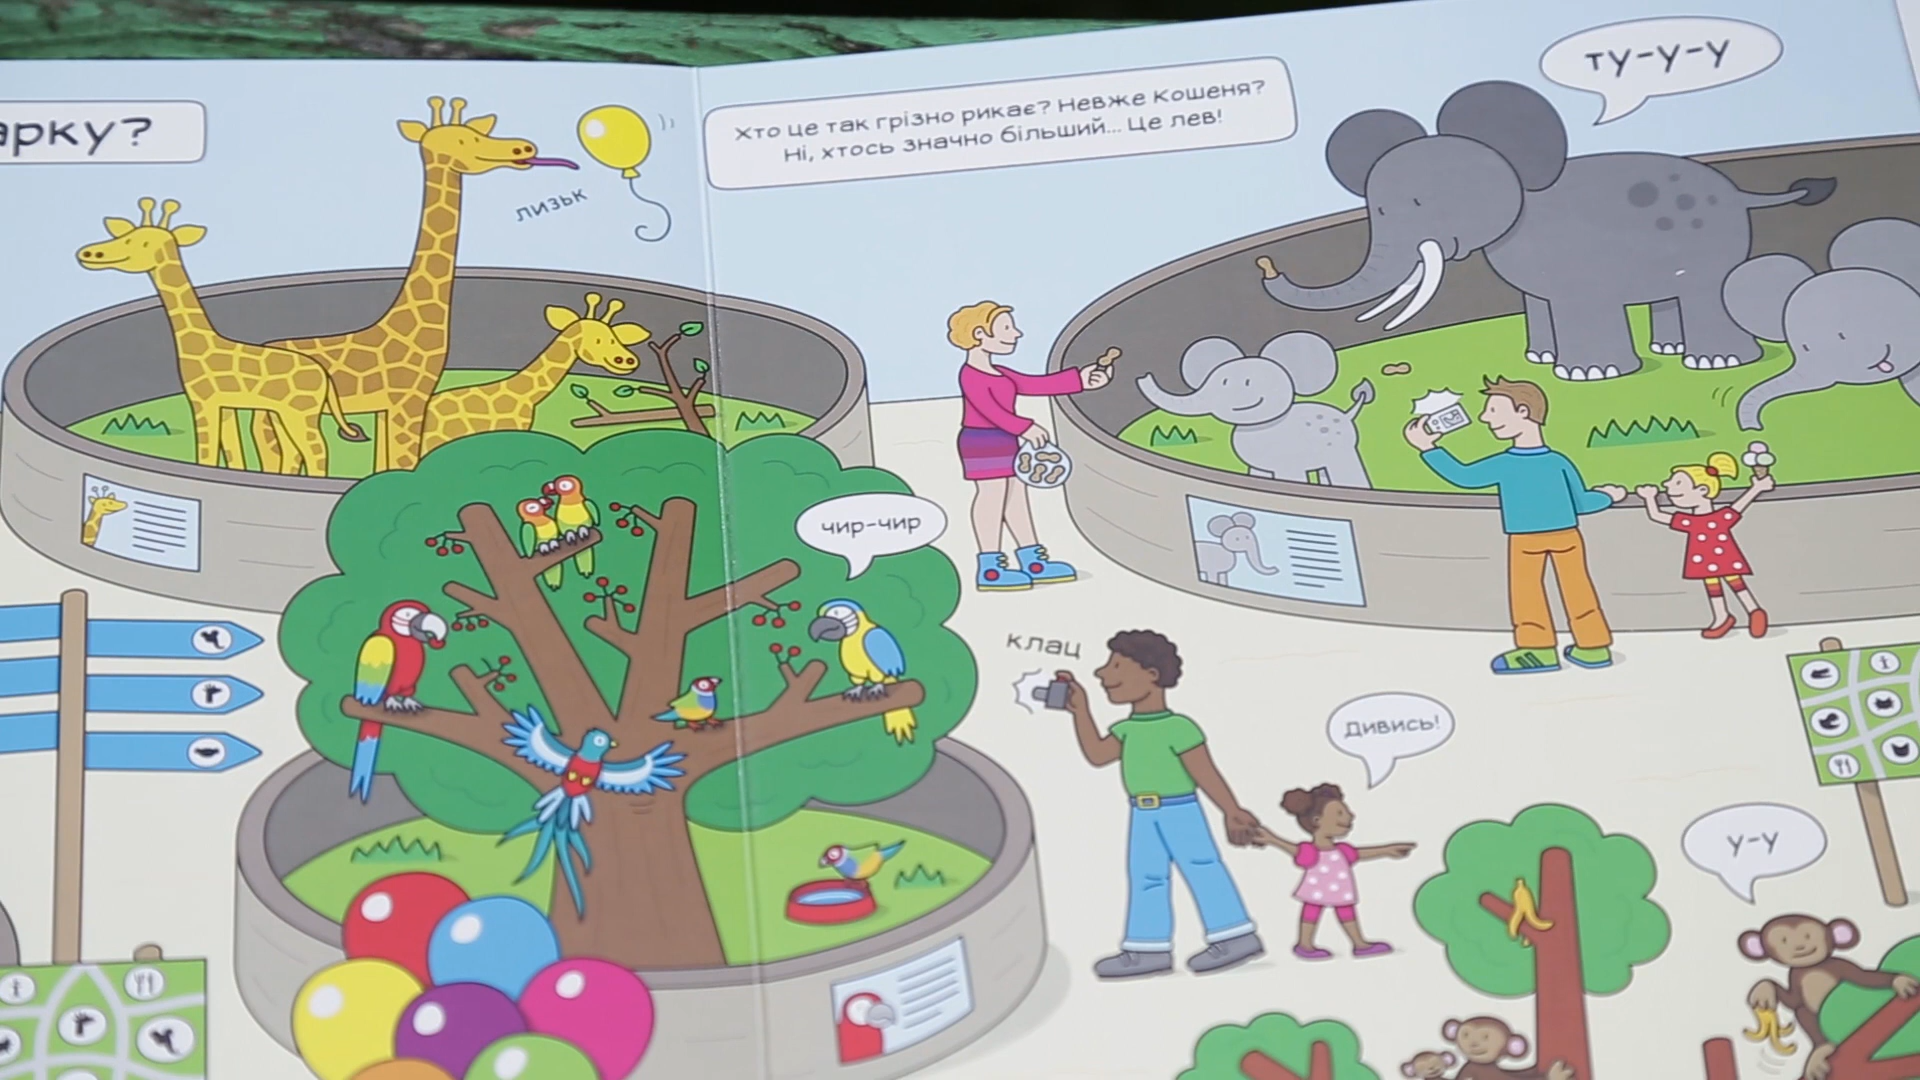 арку?
Хто це так грізно рикає? Невже Кошеня?
Ні, хтось значно більший... Це лев!
ту-у-у
лизьк
чир-чир
клац
Дивись!
у-у